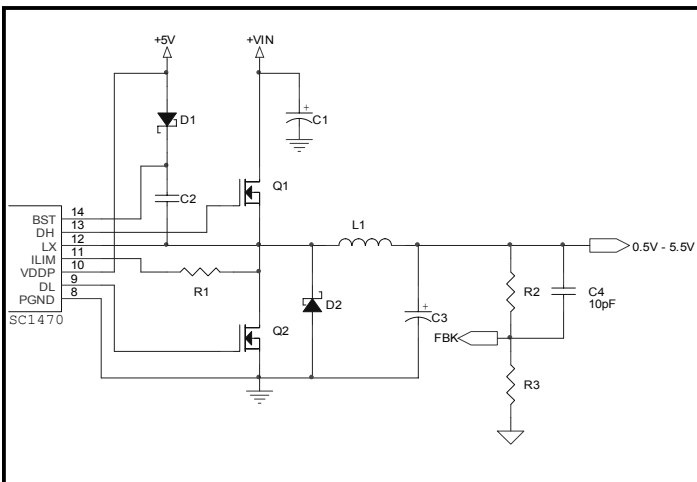 +5V
+VIN
D1
C1
Q1
C2
14
BST
13
DH
12
LX
11
ILIM
10
VDDP
9
DL
8
PGND
SC1470
R1
L1
0.5V - 5.5V
R2
C4
10pF
D2
C3
Q2
FBK
R3
+
+